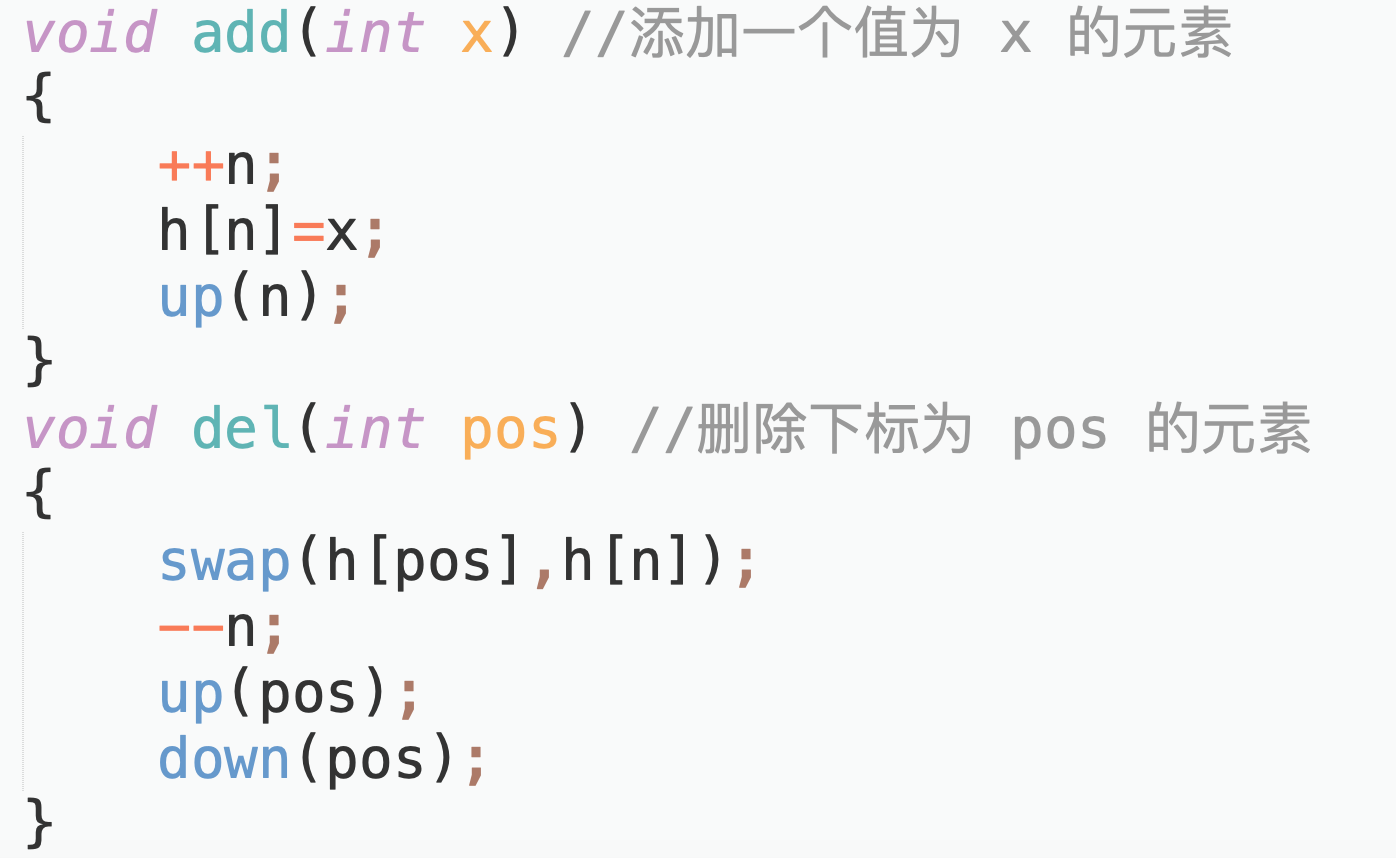 void add(int x) //添加一个值为 x 的元素
{
    ++n;
    h[n]=x;
    up(n);
}
void del(int pos) //删除下标为 pos 的元素
{
    swap(h[pos],h[n]);
    --n;
    up(pos);
    down(pos);
}